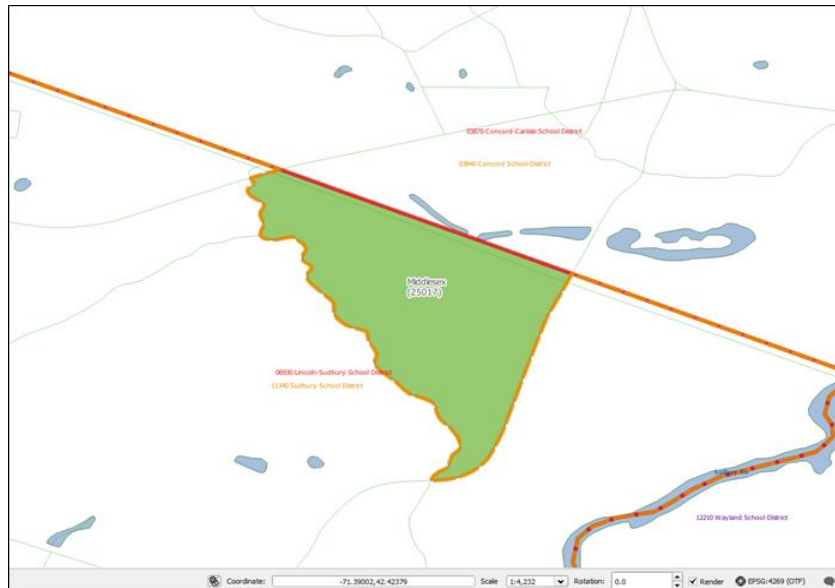 03870 Concord-Carlisle School District
03840 Concord School District
Middlesex
(25017)
06930 Lincoln-Sudbury School District
11340 Sudbury School District
12210 Wayland School District
Coordinate:
-71.39002,42.42379
Scale
1:4,232
Rotation:
0.0
Render
EPSG:4269 (OTF)